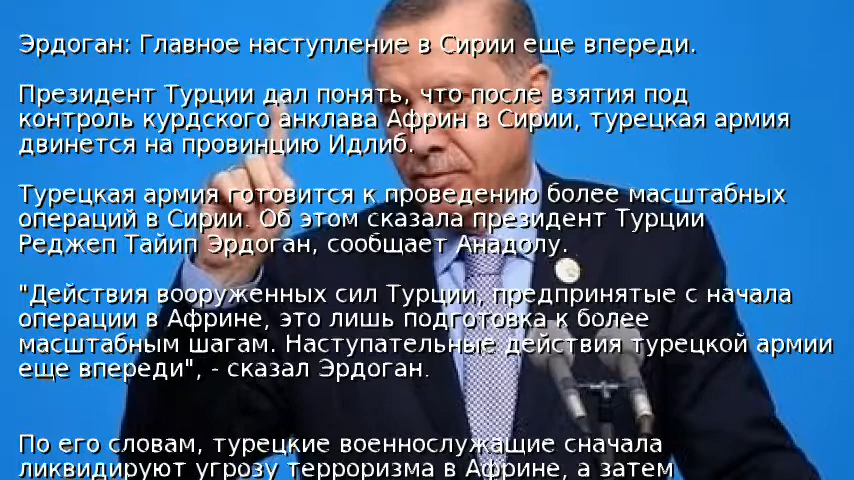 Эрдоган: Главное наступление в Сирии еще впереди.
Президент Турции дал понять, что после взятия под
контроль курдского анклава Африн в Сирии, турецкая армия
двинется на провинцию Идлиб.
Турецкая армия готовится к проведению более масштабных
операций в Сирии. Об этом сказала президент Турции
Реджеп Тайип Эрдоган, сообщает Анадолу.
"Действия вооруженных сил Турции, предпринятые с начала
операции в Африне, это лишь подготовка к более
масштабным шагам. Наступательные действия турецкой армии
еще впереди", - сказал Эрдоган.
По его словам, турецкие военнослужащие сначала
ликвидируют угрозу терроризма в Африне, а затем